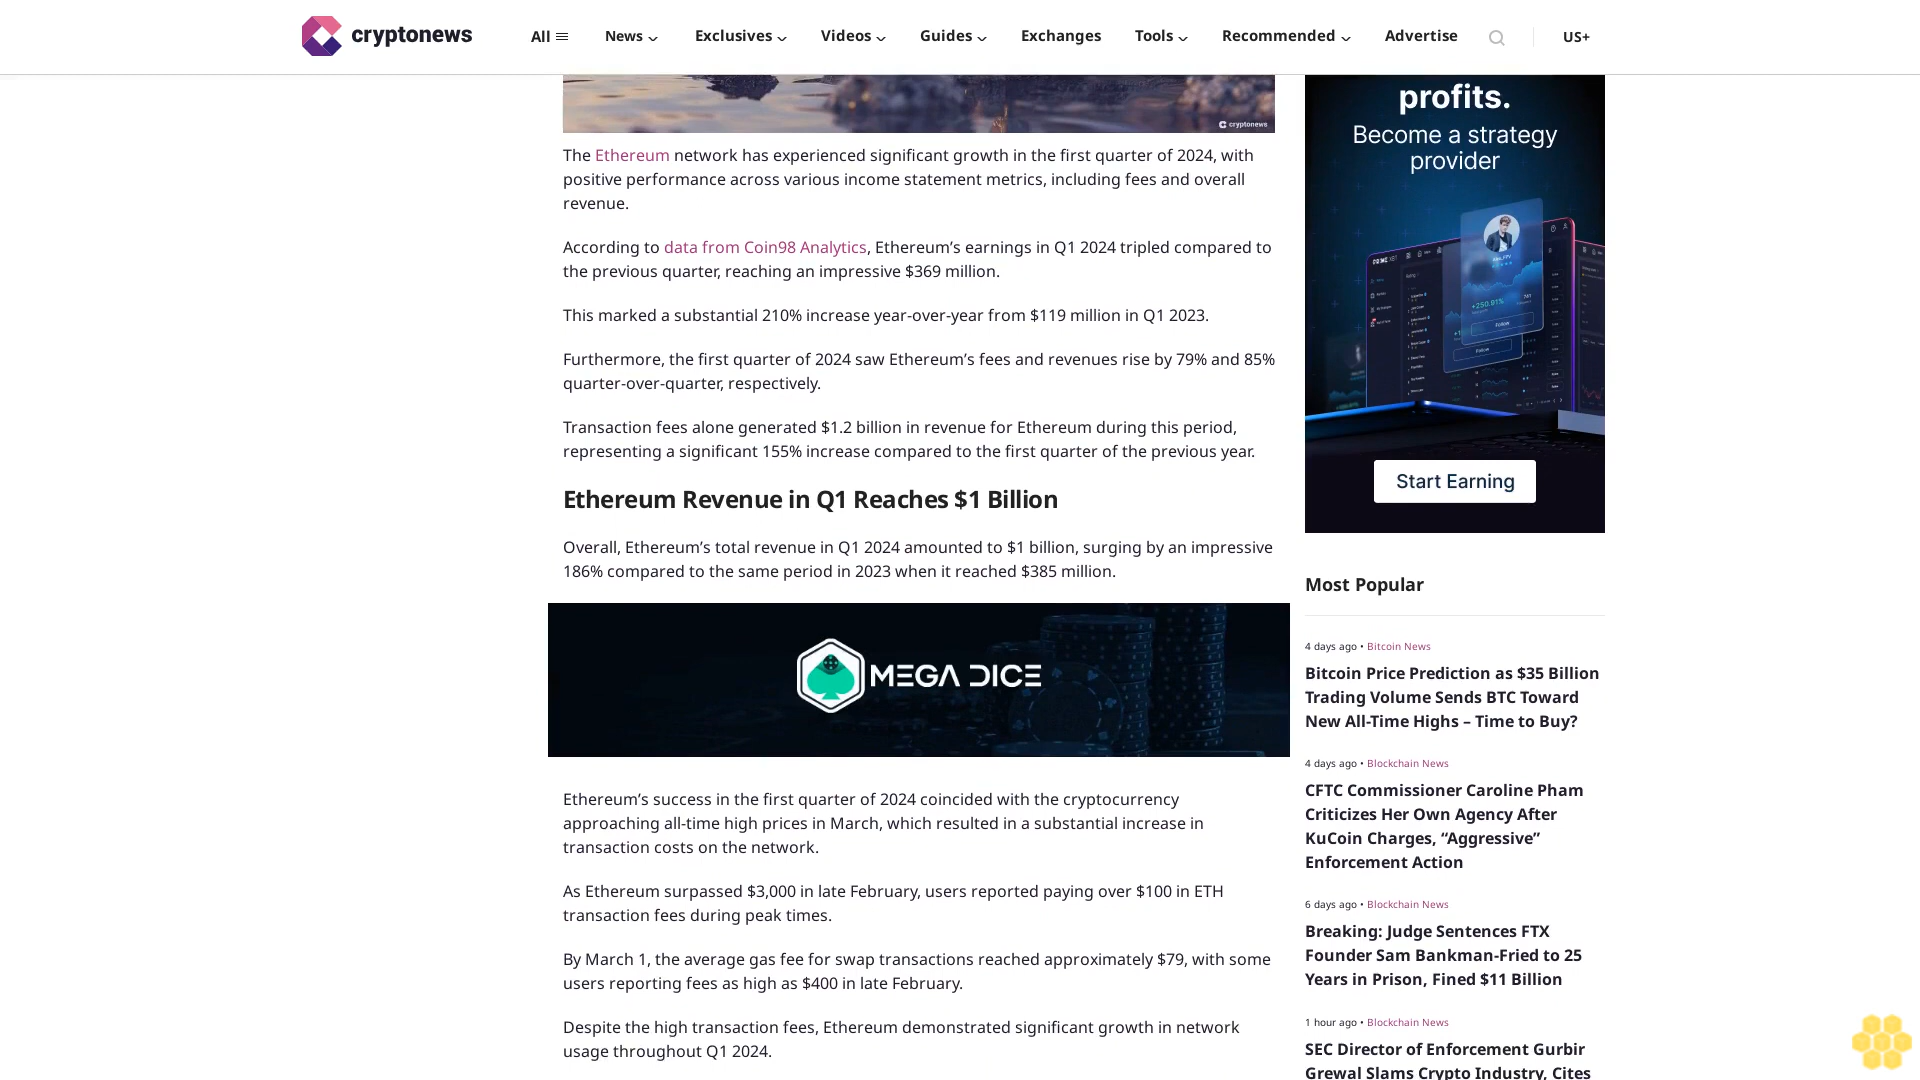 cryptonews
All
News
Exclusives
Videos
Guides
Exchanges
Tools
Recommended
Advertise
US+
cryptonews
The Ethereum network has experienced significant growth in the first quarter of 2024, with
positive performance across various income statement metrics, including fees and overall
revenue.
According to data from Coin98 Analytics, Ethereum’s earnings in Q1 2024 tripled compared to
the previous quarter, reaching an impressive $369 million.
This marked a substantial 210% increase year-over-year from $119 million in Q1 2023.
Furthermore, the first quarter of 2024 saw Ethereum’s fees and revenues rise by 79% and 85%
quarter-over-quarter, respectively.
Transaction fees alone generated $1.2 billion in revenue for Ethereum during this period,
representing a significant 155% increase compared to the first quarter of the previous year.
Ethereum Revenue in Q1 Reaches $1 Billion
Overall, Ethereum’s total revenue in Q1 2024 amounted to $1 billion, surging by an impressive
186% compared to the same period in 2023 when it reached $385 million.
MEGA DICE
Ethereum’s success in the first quarter of 2024 coincided with the cryptocurrency
approaching all-time high prices in March, which resulted in a substantial increase in
transaction costs on the network.
As Ethereum surpassed $3,000 in late February, users reported paying over $100 in ETH
transaction fees during peak times.
By March 1, the average gas fee for swap transactions reached approximately $79, with some
users reporting fees as high as $400 in late February.
Despite the high transaction fees, Ethereum demonstrated significant growth in network
usage throughout Q1 2024.
profits.
Become a strategy
provider
PRIME XBT
+250.91%
Follow
Follow
Start Earning
Most Popular
4 days ago • Bitcoin News
Bitcoin Price Prediction as $35 Billion
Trading Volume Sends BTC Toward
New All-Time Highs – Time to Buy?
4 days ago • Blockchain News
CFTC Commissioner Caroline Pham
Criticizes Her Own Agency After
KuCoin Charges, “Aggressive”
Enforcement Action
6 days ago • Blockchain News
Breaking: Judge Sentences FTX
Founder Sam Bankman-Fried to 25
Years in Prison, Fined $11 Billion
1 hour ago • Blockchain News
SEC Director of Enforcement Gurbir
Grewal Slams Crypto Industry, Cites